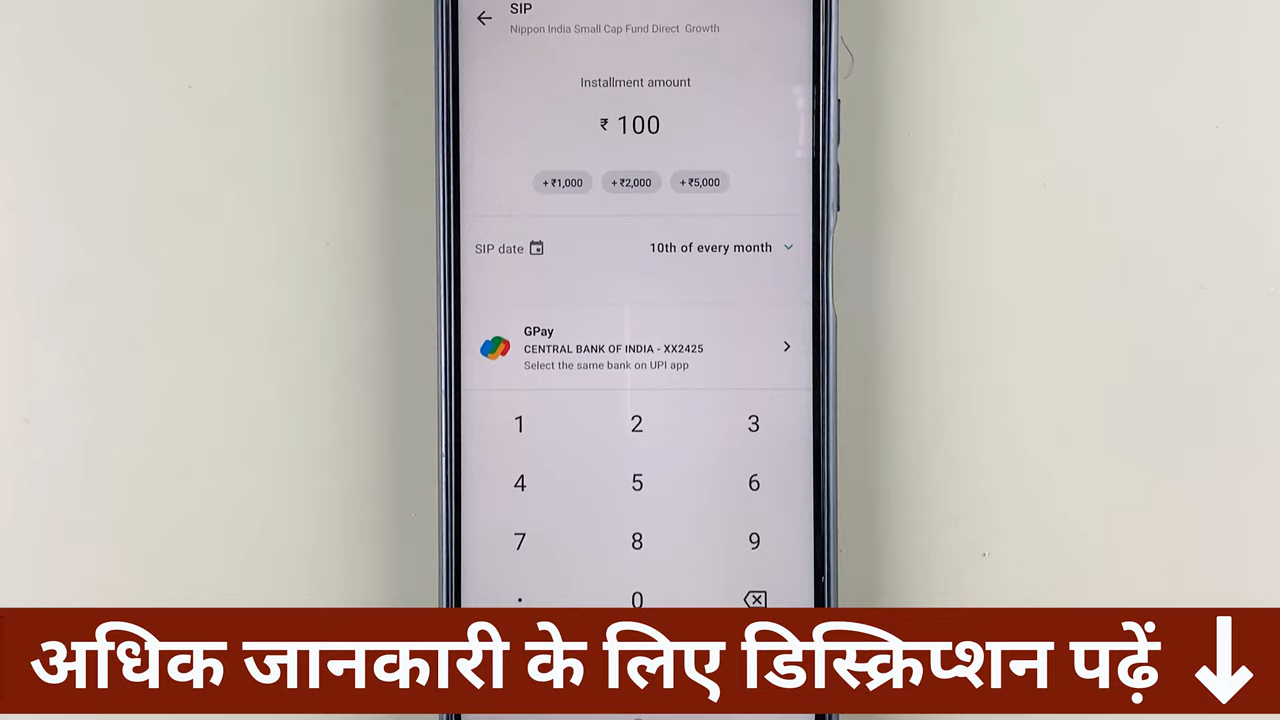 SIP
Nippon India Small Cap Fund Direct Growth
Installment amount
₹ 100
+₹1,000 +₹2,000 +₹5,000
SIP date 10th of every month
GPay
CENTRAL BANK OF INDIA - XX2425
Select the same bank on UPI app
1 2 3
4 5 6
7 8 9
. 0
अधिक जानकारी के लिए डिस्क्रिप्शन पढ़ें